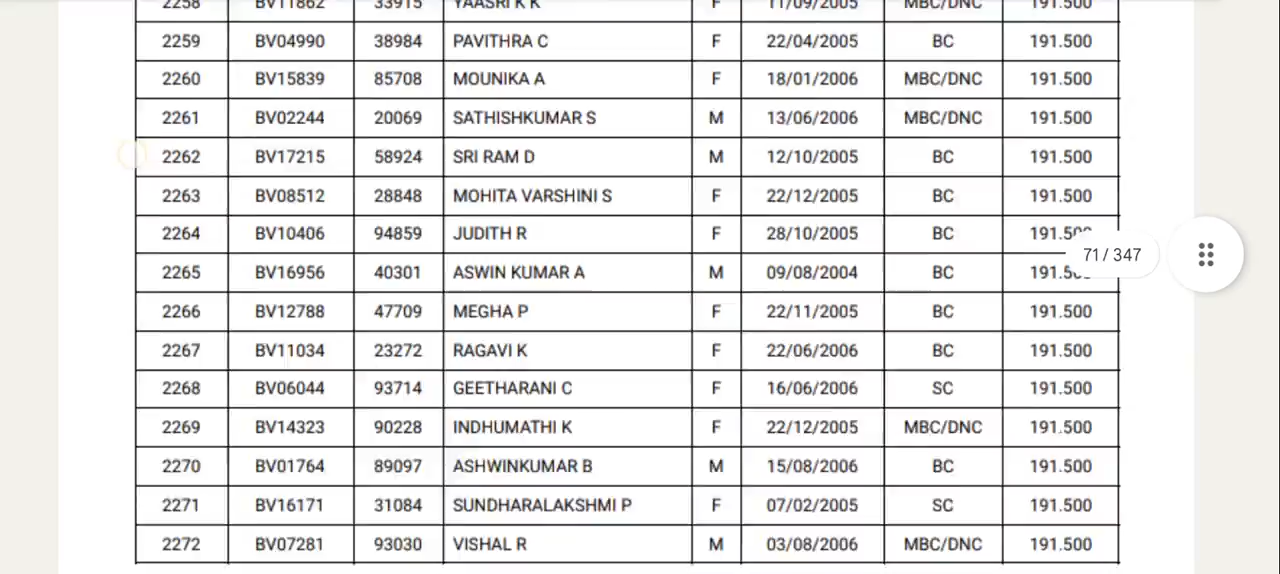 2258 BV11862 33915 YAASRI K K F 11/09/2005 MBC/DNC 191.500
2259 BV04990 38984 PAVITHRA C F 22/04/2005 BC 191.500
2260 BV15839 85708 MOUNIKA A F 18/01/2006 MBC/DNC 191.500
2261 BV02244 20069 SATHISHKUMAR S M 13/06/2006 MBC/DNC 191.500
2262 BV17215 58924 SRI RAM D M 12/10/2005 BC 191.500
2263 BV08512 28848 MOHITA VARSHINI S F 22/12/2005 BC 191.500
2264 BV10406 94859 JUDITH R F 28/10/2005 BC
71 / 347
2265 BV16956 40301 ASWIN KUMAR A M 09/08/2004 BC
2266 BV12788 47709 MEGHA P F 22/11/2005 BC 191.500
2267 BV11034 23272 RAGAVI K F 22/06/2006 BC 191.500
2268 BV06044 93714 GEETHARANI C F 16/06/2006 SC 191.500
2269 BV14323 90228 INDHUMATHI K F 22/12/2005 MBC/DNC 191.500
2270 BV01764 89097 ASHWINKUMAR B M 15/08/2006 BC 191.500
2271 BV16171 31084 SUNDHARALAKSHMI P F 07/02/2005 SC 191.500
2272 BV07281 93030 VISHAL R M 03/08/2006 MBC/DNC 191.500